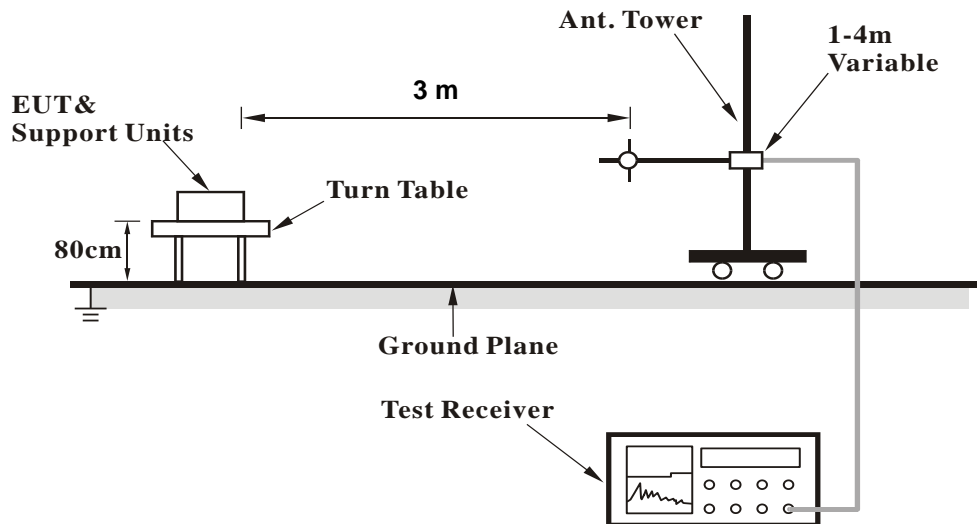 Ant. Tower
1-4m
Variable
3 m
EUT&
Support Units
Turn Table
80cm
Ground Plane
Test Receiver